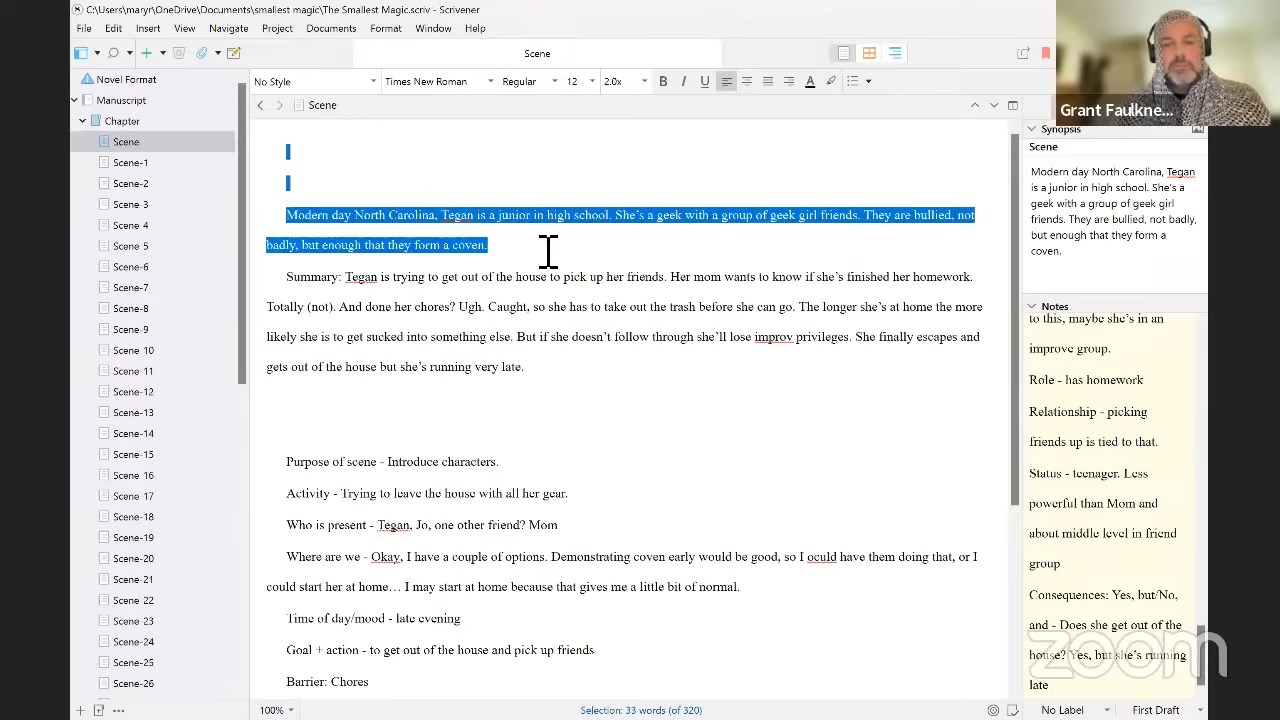 C:\Users\maryr\OneDrive\Documents\smallest magic\The Smallest Magic.scriv - Scrivener
File Edit Insert View Navigate Project Documents Format Window Help
Scene
Novel Format
No Style Times New Roman Regular 12 2.0x B I U A
Manuscript
Scene
Chapter
Scene
Scene-1
Scene-2
Scene-3
Scene-4
Scene 5
Scene-6
Scene-7
Scene-8
Scene-9
Scene 10
Scene-11
Scene-12
Scene-13
Scene-14
Scene-15
Scene 16
Scene 17
Scene-18
Scene-19
Scene-20
Scene-21
Scene 22
Scene 23
Scene-24
Scene-25
Scene-26
Modern day North Carolina, Tegan is a junior in high school. She's a geek with a group of geek girl friends. They are bullied, not
badly, but enough that they form a coven.
Summary: Tegan is trying to get out of the house to pick up her friends. Her mom wants to know if she's finished her homework.
Totally (not). And done her chores? Ugh. Caught, so she has to take out the trash before she can go. The longer she's at home the more
likely she is to get sucked into something else. But if she doesn't follow through she'll lose improv privileges. She finally escapes and
gets out of the house but she's running very late.
Purpose of scene - Introduce characters.
Activity - Trying to leave the house with all her gear.
Who is present - Tegan, Jo, one other friend? Mom
Where are we - Okay, I have a couple of options. Demonstrating coven early would be good, so I oculd have them doing that, or I
could start her at home… I may start at home because that gives me a little bit of normal.
Time of day/mood - late evening
Goal + action - to get out of the house and pick up friends
Barrier: Chores
100%
Selection: 33 words (of 320)
Grant Faulkne...
Synopsis
Scene
Modern day North Carolina, Tegan
is a junior in high school. She's a
geek with a group of geek girl
friends. They are bullied, not badly,
but enough that they form a
coven.
Notes
to this, maybe she's in an
improve group.
Role - has homework
Relationship - picking
friends up is tied to that.
Status - teenager. Less
powerful than Mom and
about middle level in friend
group
Consequences: Yes, but/No,
and - Does she get out of the
house? Yes, but she's running
late
zoom
No Label First Draft